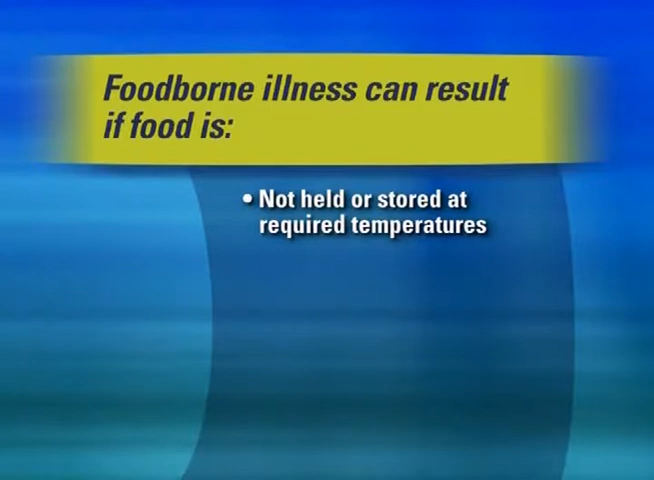 Foodborne illness can result
if food is:
• Not held or stored at
required temperatures